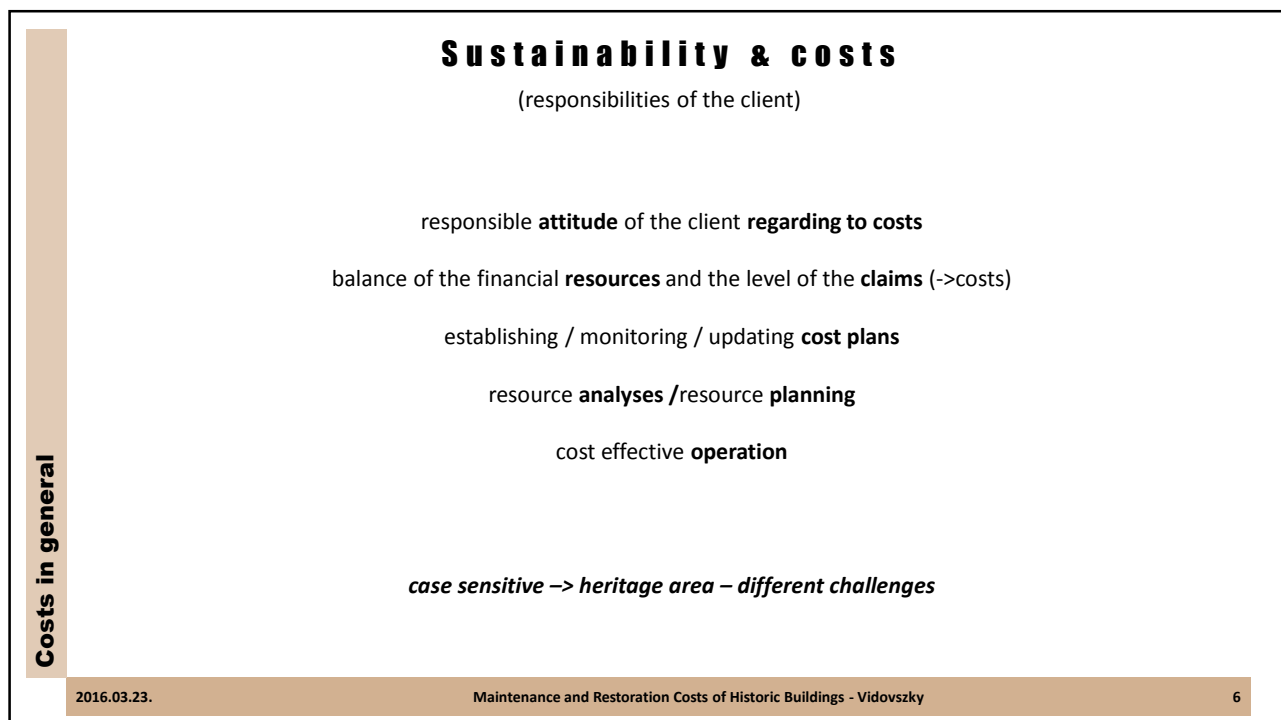 Sustainability & costs
(responsibilities of the client)
responsible attitude of the client regarding to costs
balance of the financial resources and the level of the claims (->costs)
establishing / monitoring / updating cost plans
resource analyses /resource planning
cost effective operation
case sensitive –> heritage area – different challenges
Costs in general
2016.03.23.
Maintenance and Restoration Costs of Historic Buildings - Vidovszky
6